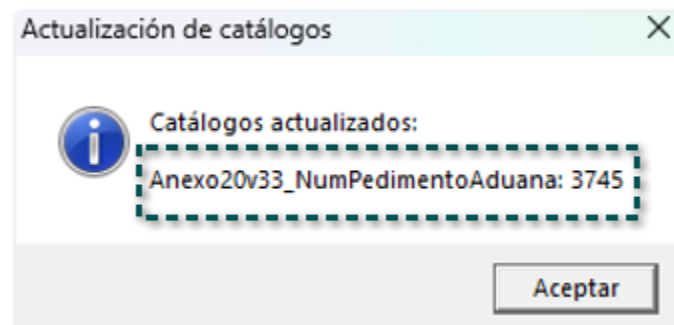 Actualización de catálogos
Catálogos actualizados:
Anexo20v33_NumPedimentoAduana: 3745
Aceptar